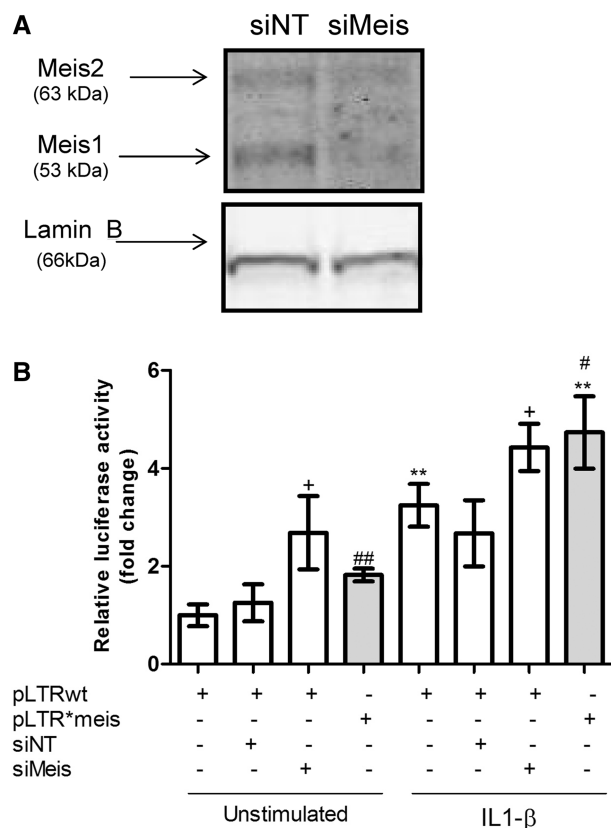 A
siNT siMeis
Meis2
(63 kDa)
Meis1
(53 kDa)
Lamin B
(66kDa)
B
Relative luciferase activity
(fold change)
6
4
2
0
+
##
**
+
#
**
pLTRwt + + + - + + + -
pLTR*meis - - - + - - - +
siNT - + - - - + - -
siMeis - - + - - - + -
Unstimulated IL1-β